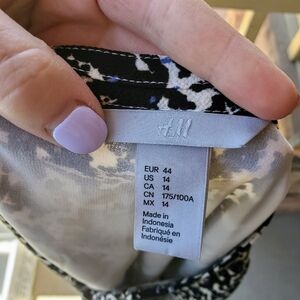 H&M
EUR 44
US 14
CA 14
CN 175/100A
MX 14
Made in
Indonesia
Fabriqué en
Indonésie